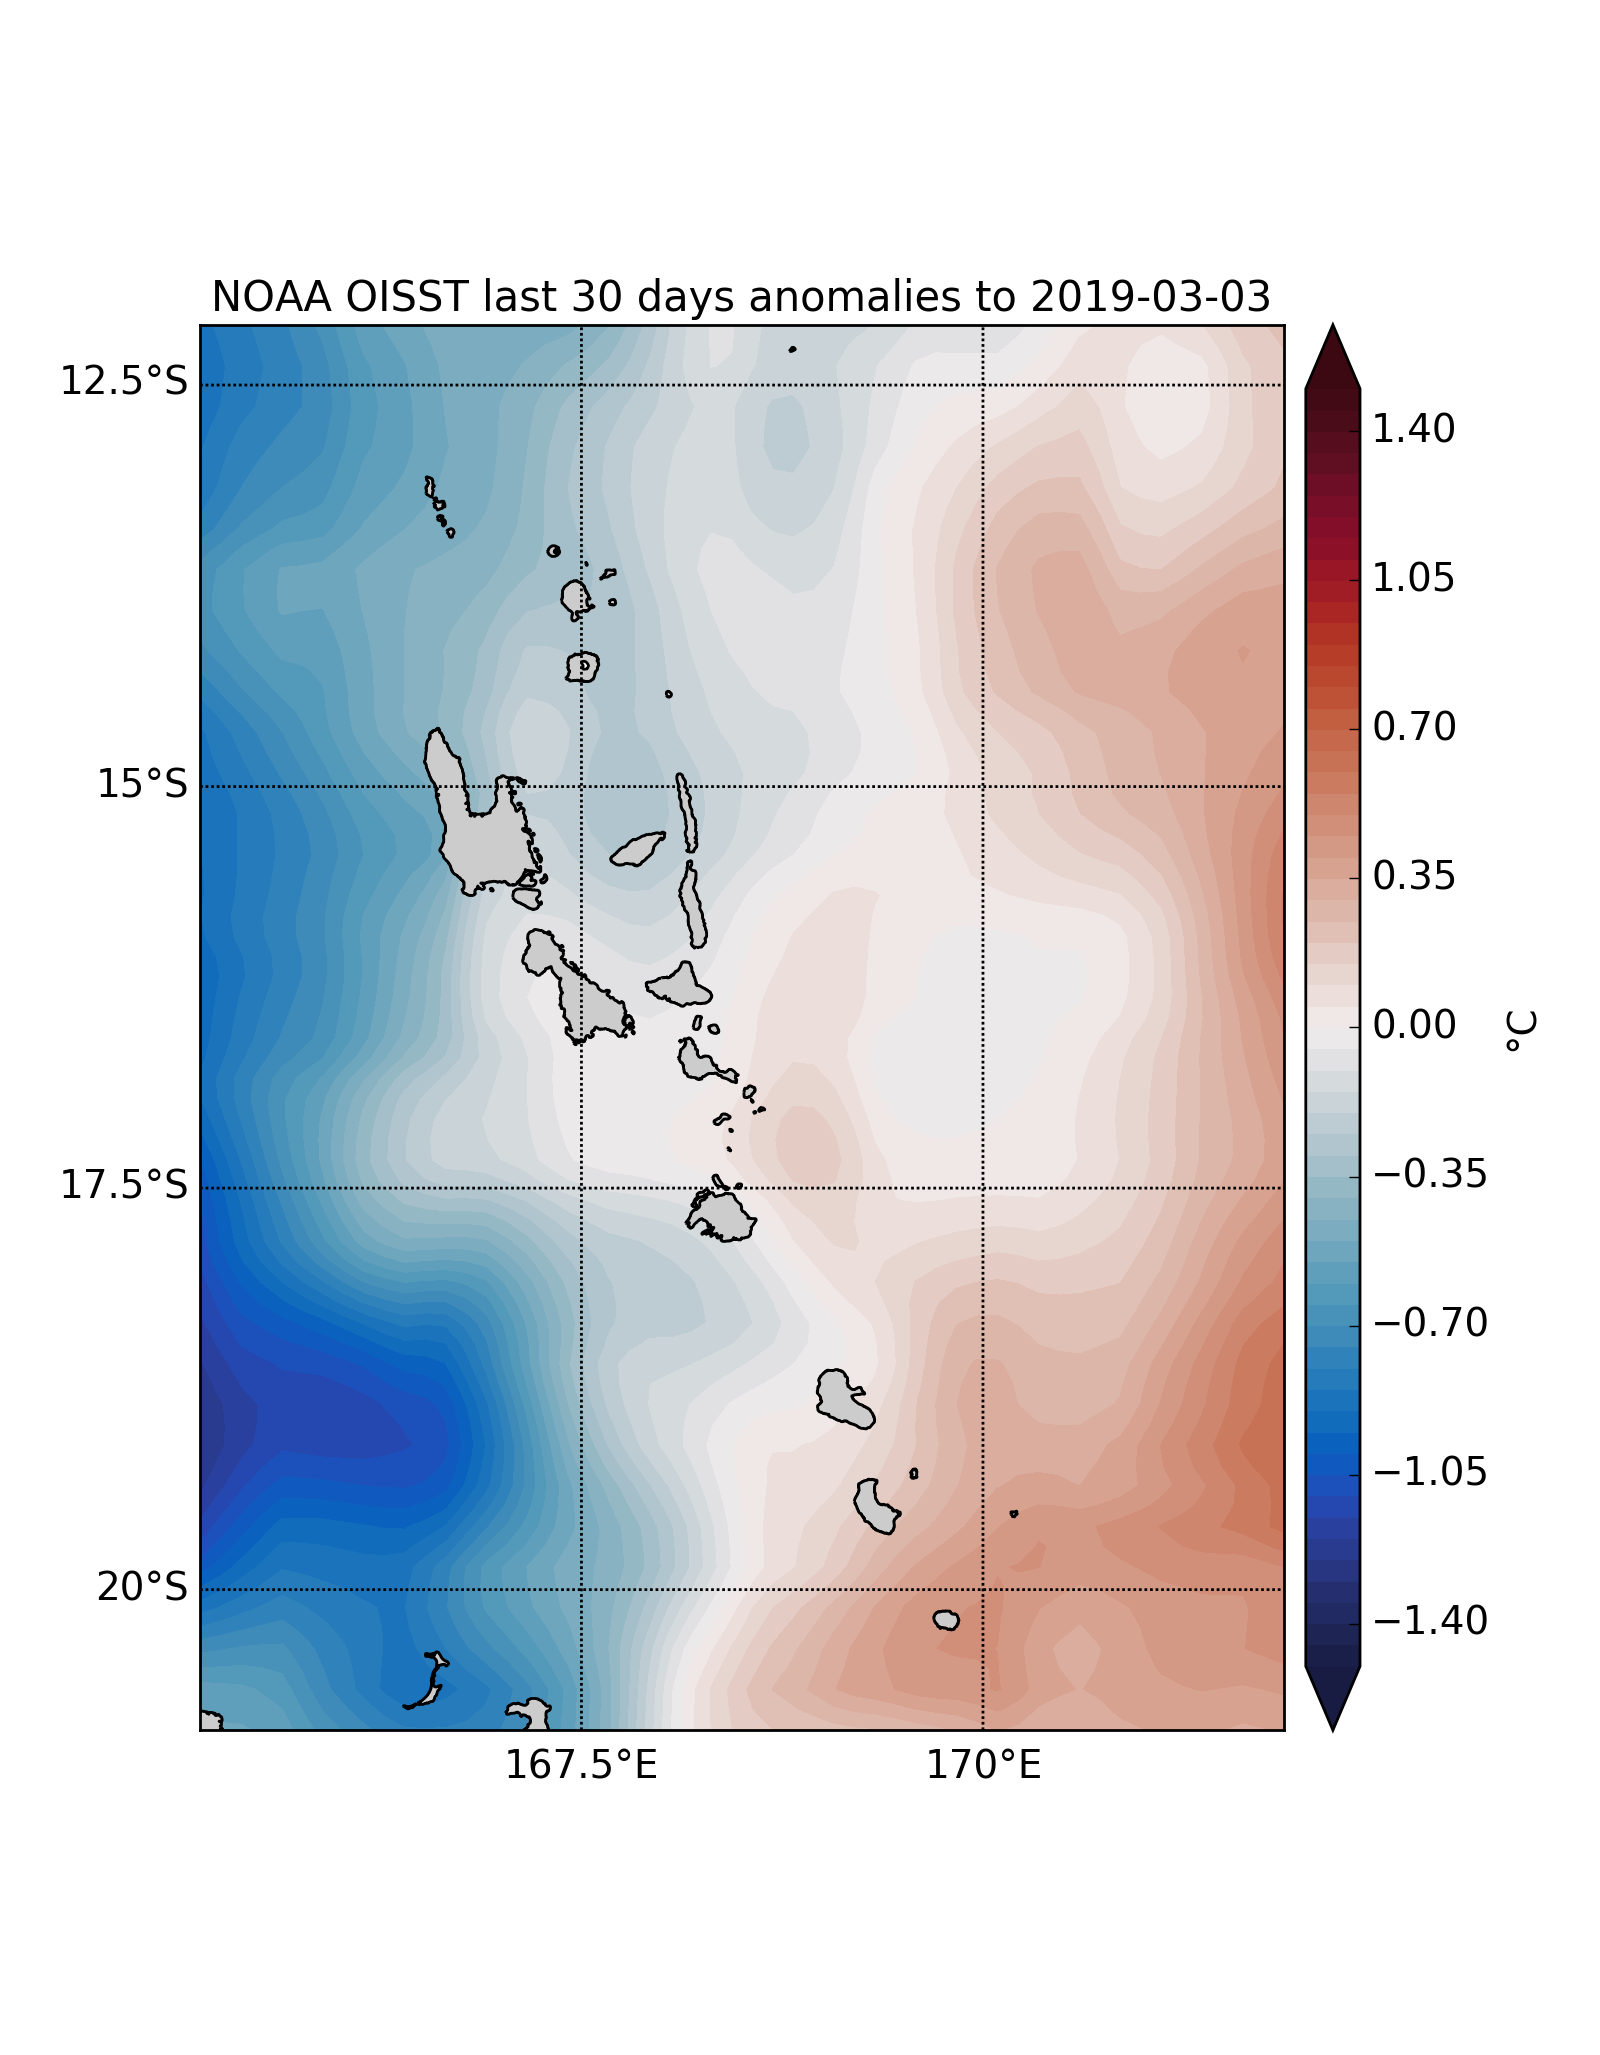 NOAA OISST last 30 days anomalies to 2019-03-03
12.5°S
15°S
17.5°S
20°S
167.5°E
170°E
1.40
1.05
0.70
0.35
0.00
−0.35
−0.70
−1.05
−1.40
°C